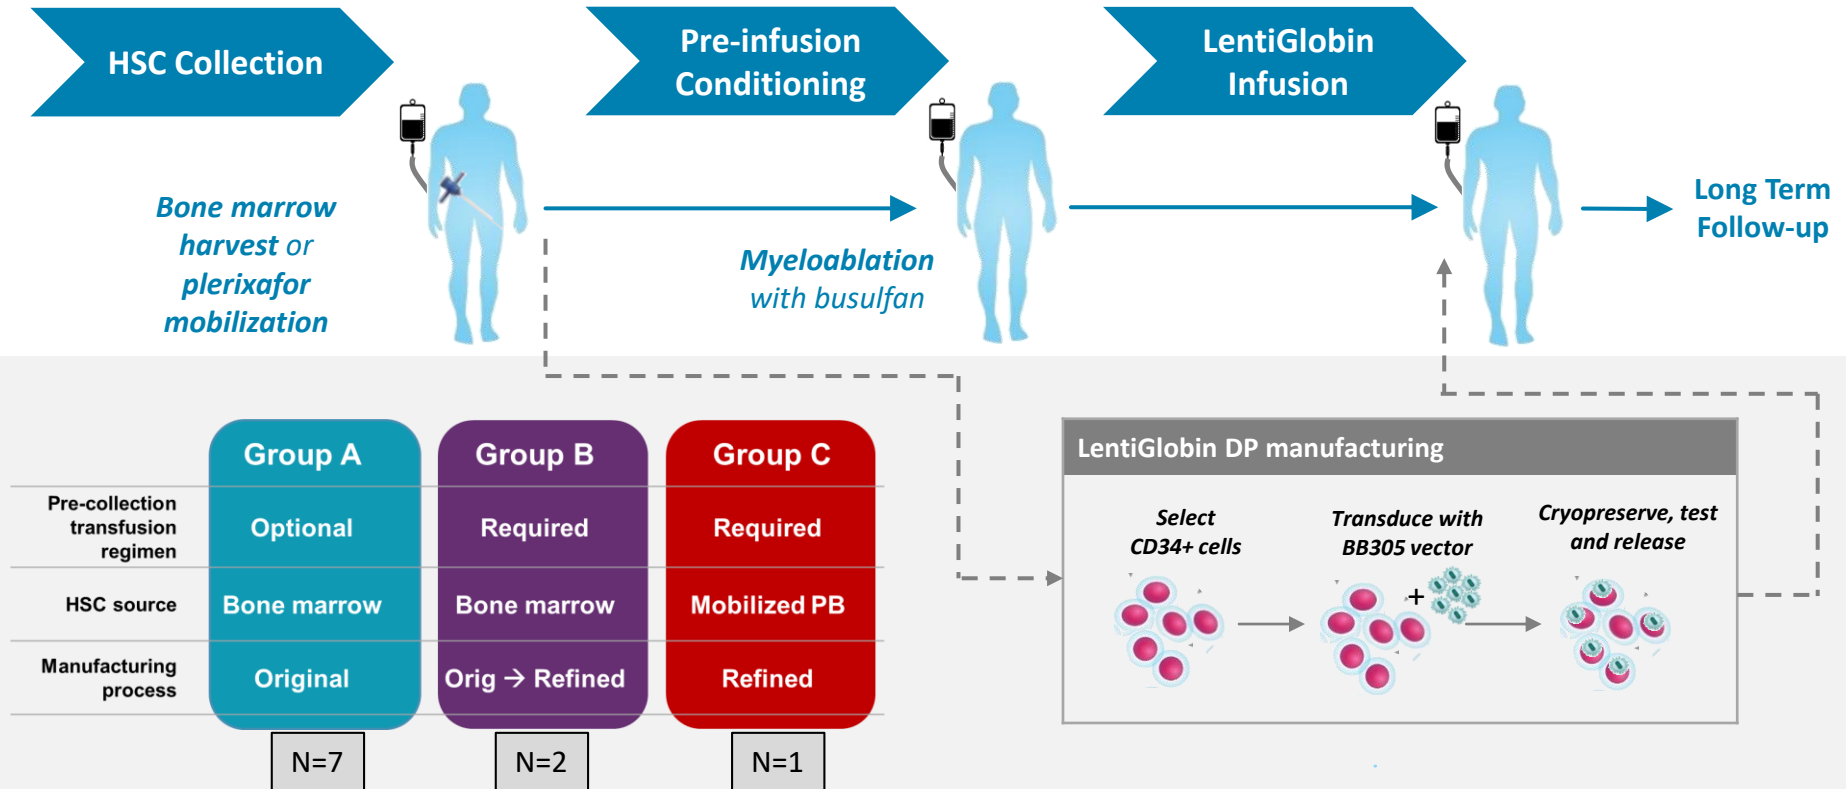 HSC Collection
Pre-infusion
Conditioning
LentiGlobin
Infusion
Bone marrow
harvest or
plerixafor
mobilization
Myeloablation
with busulfan
Long Term
Follow-up
Group A
Group B
Group C
Pre-collection
transfusion
regimen
Optional
Required
Required
HSC source
Bone marrow
Bone marrow
Mobilized PB
Manufacturing
process
Original
Orig → Refined
Refined
N=7
N=2
N=1
LentiGlobin DP manufacturing
Select
CD34+ cells
Transduce with
BB305 vector
Cryopreserve, test
and release
+